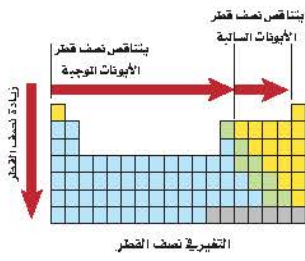 يتناقص نصف قطر
الأيونات السالبة
يتناقص نصف قطر
الأيونات الموجبة
زيادة نصف القطر
التغير في نصف القطر